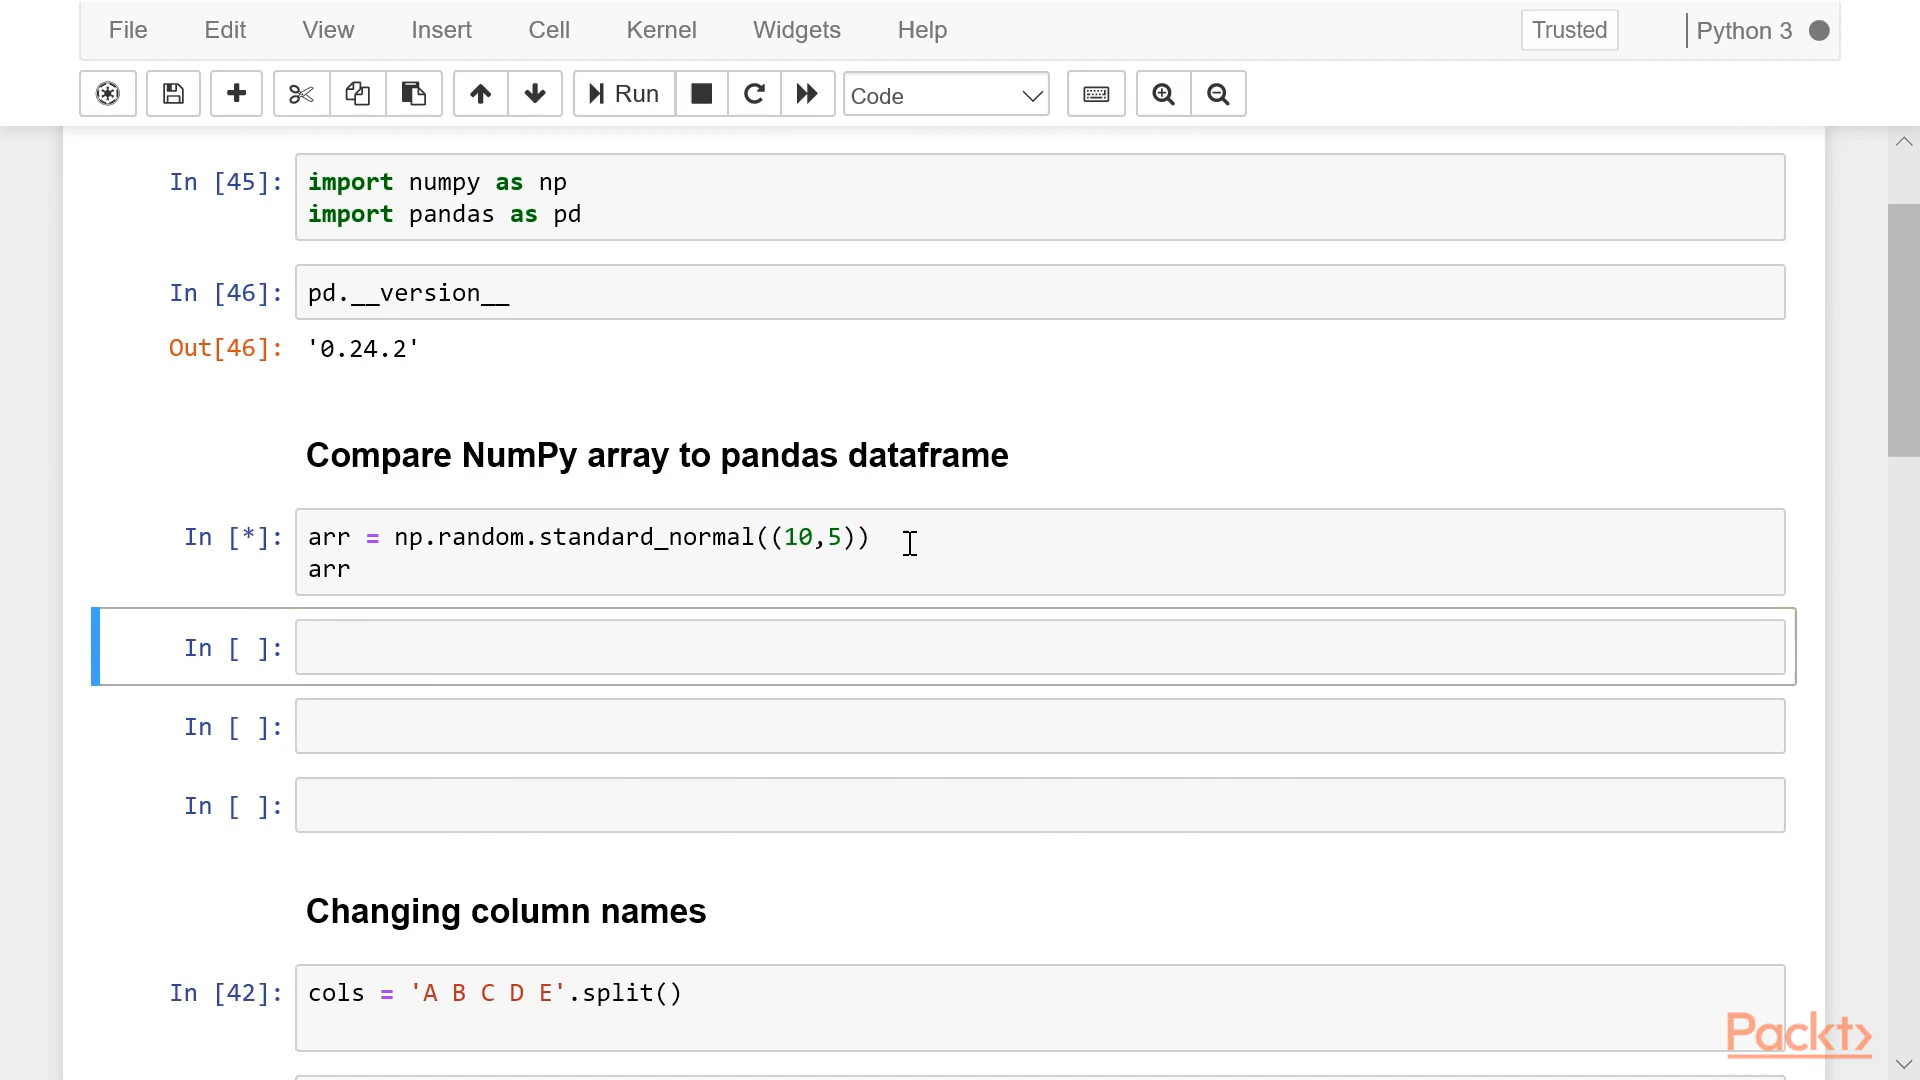 File Edit View Insert Cell Kernel Widgets Help Trusted Python 3
Run Code
In [45]: import numpy as np
import pandas as pd
In [46]: pd.__version__
Out[46]: '0.24.2'
Compare NumPy array to pandas dataframe
In [*]: arr = np.random.standard_normal((10,5))
arr
In [ ]:
In [ ]:
In [ ]:
Changing column names
In [42]: cols = 'A B C D E'.split()
Packt>